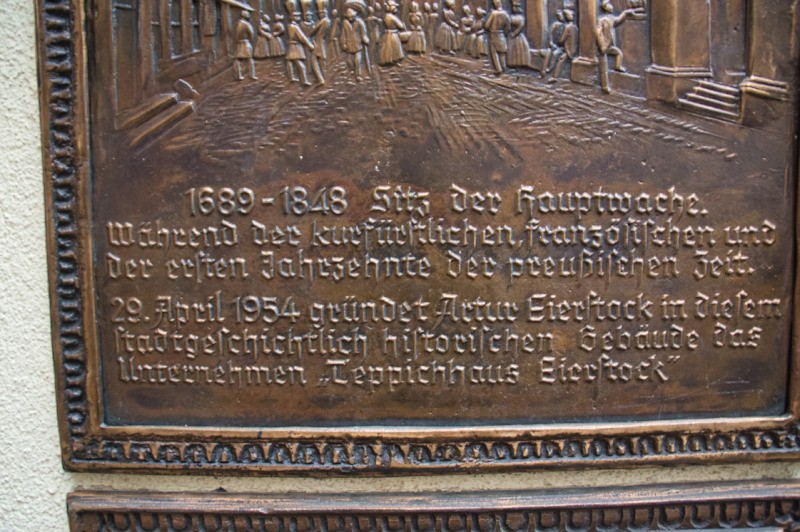 1689-1848 Sitz der Hauptwache.
Während der kurfürstlichen, französischen und
der ersten Jahrzehnte der preußischen Zeit.
29. April 1954 gründet Artur Eierstock in diesem
stadtgeschichtlich historischen Gebäude das
Unternehmen „Teppichhaus Eierstock"